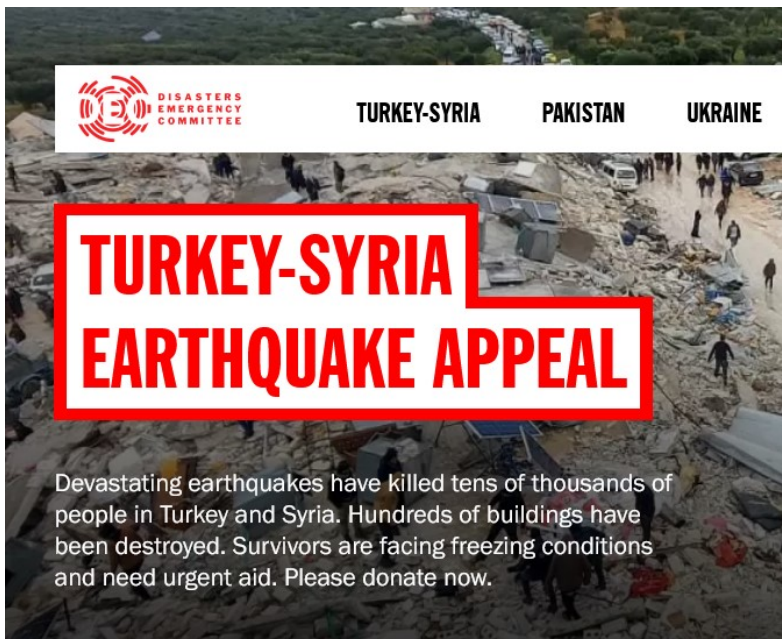 DEC
DISASTERS
EMERGENCY
COMMITTEE
TURKEY-SYRIA PAKISTAN UKRAINE
TURKEY-SYRIA
EARTHQUAKE APPEAL
Devastating earthquakes have killed tens of thousands of
people in Turkey and Syria. Hundreds of buildings have
been destroyed. Survivors are facing freezing conditions
and need urgent aid. Please donate now.